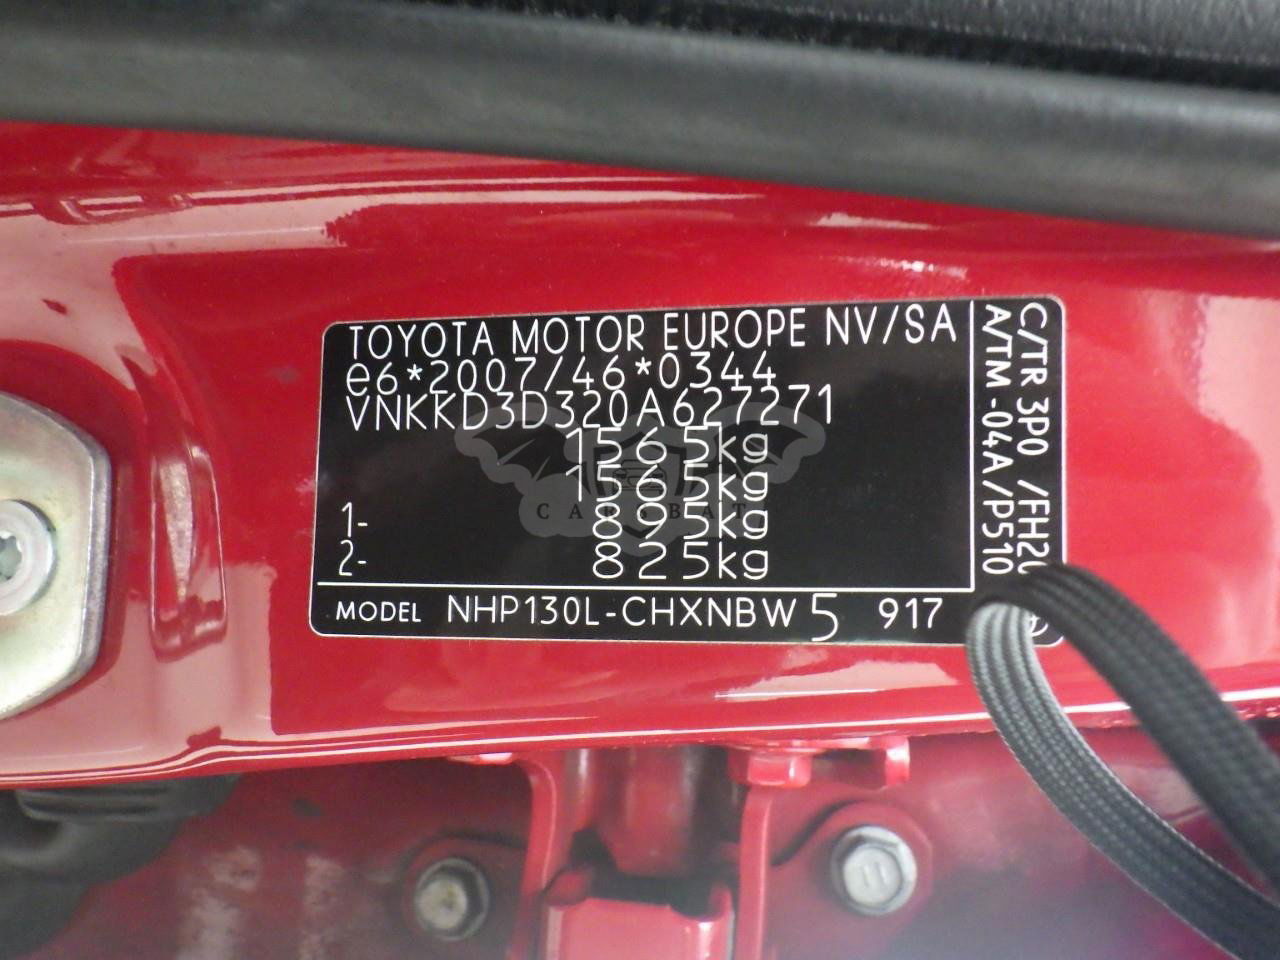 TOYOTA MOTOR EUROPE NV/SA
e6*2007/46*0344
VNKKD3D320A627271
1565kg
1565kg
1- 895kg
2- 825kg
MODEL NHP130L-CHXNBW 5 917
C/TR 3P0
A/TM -04A/P510
CARSBAT